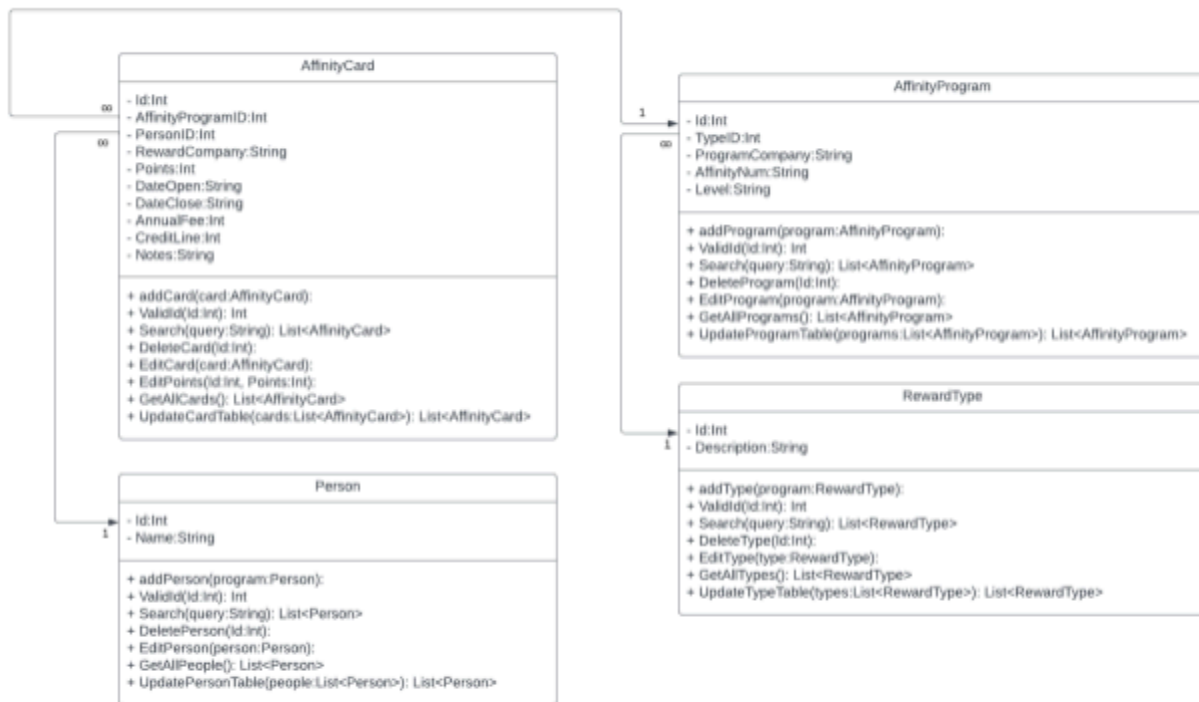 AffinityCard
∞
- Id:Int
- AffinityProgramID:Int
∞
- PersonID:Int
- RewardCompany:String
- Points:Int
- DateOpen:String
- DateClose:String
- AnnualFee:Int
- CreditLine:Int
- Notes:String
+ addCard(card:AffinityCard):
+ ValidId(Id:Int): Int
+ Search(query:String): List<AffinityCard>
+ DeleteCard(Id:Int):
+ EditCard(card:AffinityCard):
+ EditPoints(Id:Int, Points:Int):
+ GetAllCards(): List<AffinityCard>
+ UpdateCardTable(cards:List<AffinityCard>): List<AffinityCard>
Person
1
- Id:Int
- Name:String
+ addPerson(program:Person):
+ ValidId(Id:Int): Int
+ Search(query:String): List<Person>
+ DeletePerson(Id:Int):
+ EditPerson(person:Person):
+ GetAllPeople(): List<Person>
+ UpdatePersonTable(people:List<Person>): List<Person>
AffinityProgram
1
- Id:Int
- TypeID:Int
∞
- ProgramCompany:String
- AffinityNum:String
- Level:String
+ addProgram(program:AffinityProgram):
+ ValidId(Id:Int): Int
+ Search(query:String): List<AffinityProgram>
+ DeleteProgram(Id:Int):
+ EditProgram(program:AffinityProgram):
+ GetAllPrograms(): List<AffinityProgram>
+ UpdateProgramTable(programs:List<AffinityProgram>): List<AffinityProgram>
RewardType
- Id:Int
1
- Description:String
+ addType(program:RewardType):
+ ValidId(Id:Int): Int
+ Search(query:String): List<RewardType>
+ DeleteType(Id:Int):
+ EditType(type:RewardType):
+ GetAllTypes(): List<RewardType>
+ UpdateTypeTable(types:List<RewardType>): List<RewardType>